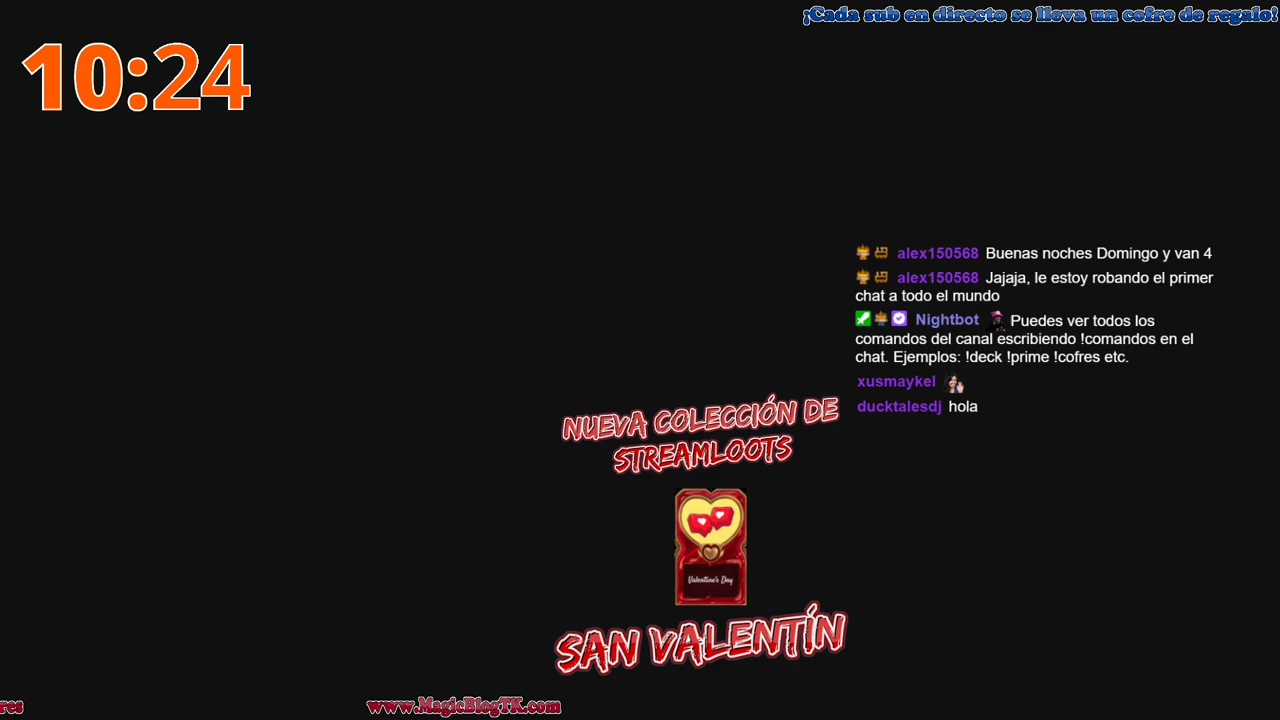 ¡Cada sub en directo se lleva un cofre de regalo!
10:24
alex150568 Buenas noches Domingo y van 4
alex150568 Jajaja, le estoy robando el primer
chat a todo el mundo
Nightbot Puedes ver todos los
comandos del canal escribiendo !comandos en el
chat. Ejemplos: !deck !prime !cofres etc.
xusmaykel
ducktalesdj hola
NUEVA COLECCIÓN DE
STREAMLOOTS
Valentine's Day
SAN VALENTÍN
res www.MagicBlogTK.com